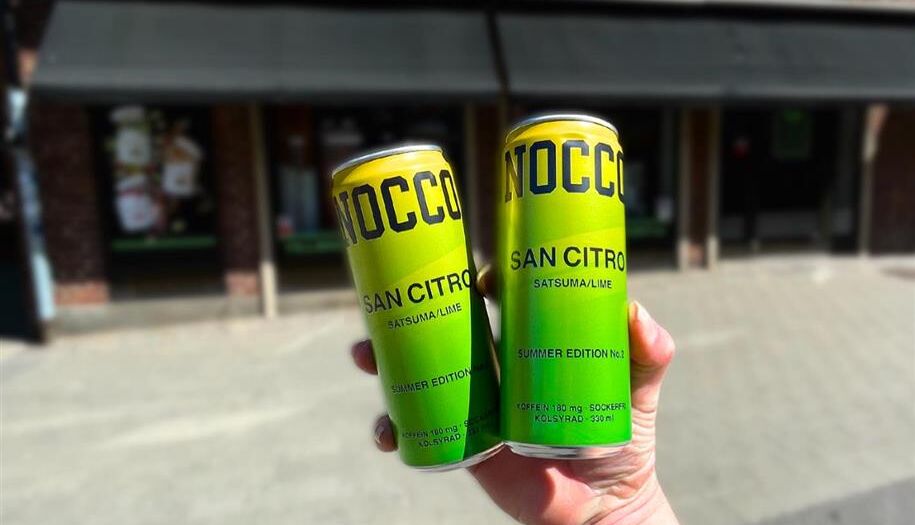 NOCCO
SAN CITRO
SATSUMA/LIME
SUMMER EDITION
KOFFEIN 180 mg
KOLSYRAD - 330
NOCCO
SAN CITRO
SATSUMA/LIME
SUMMER EDITION No.2
KOFFEIN 180 mg - SOCKERFRI
KOLSYRAD - 330 ml